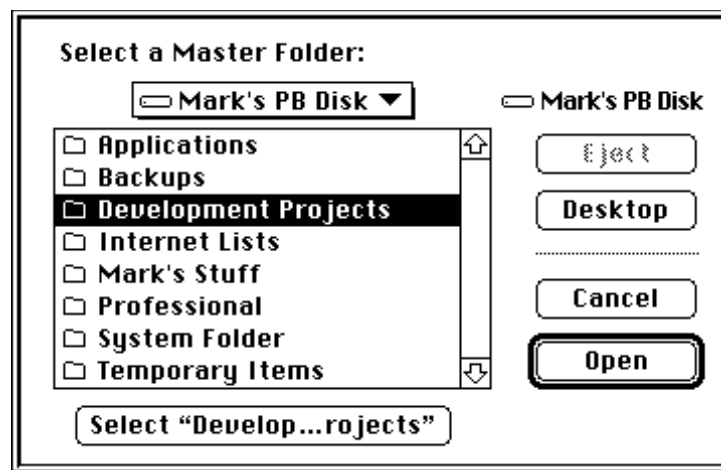 Select a Master Folder:
Mark's PB Disk
Mark's PB Disk
Applications
Backups
Development Projects
Internet Lists
Mark's Stuff
Professional
System Folder
Temporary Items
Eject
Desktop
Cancel
Open
Select “Develop...rojects”